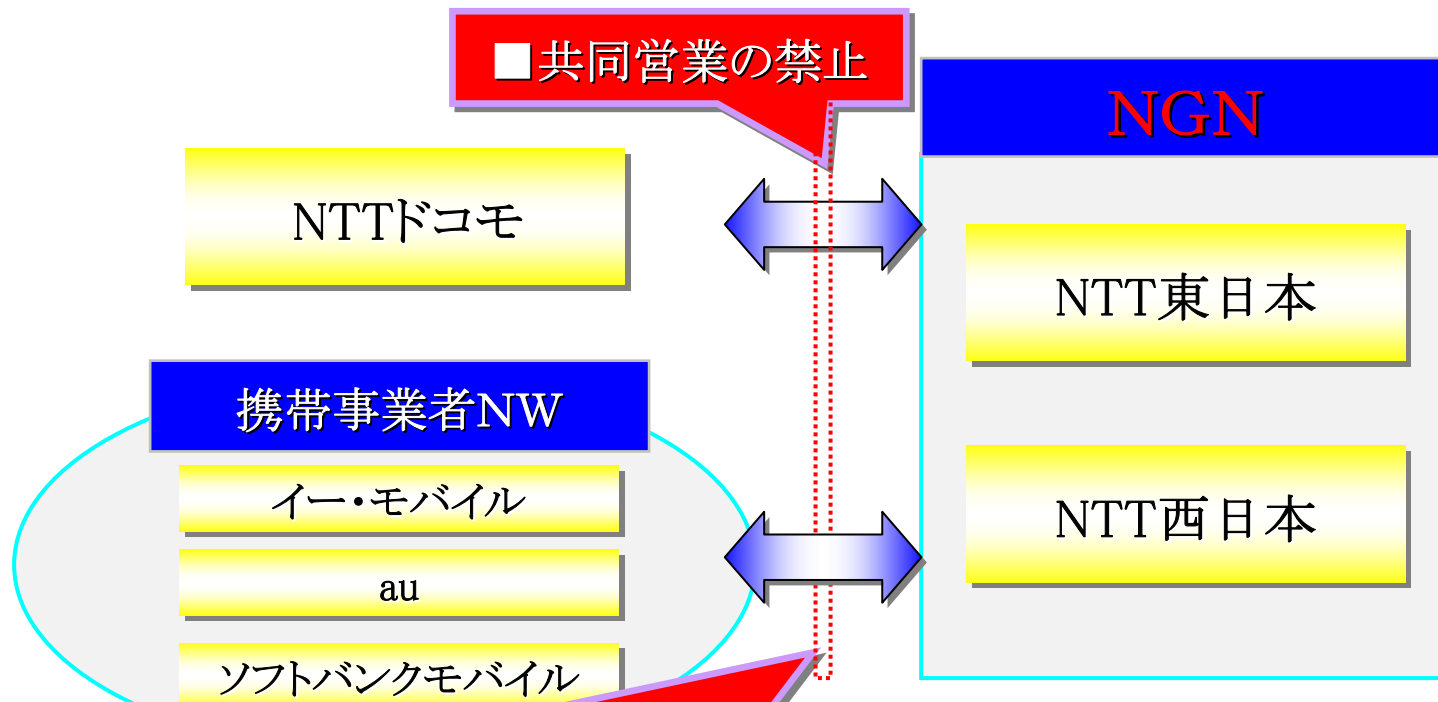 ■共同営業の禁止
NGN
NTTドコモ
NTT東日本
携帯事業者NW
イー・モバイル
NTT西日本
au
ソフトバンクモバイル